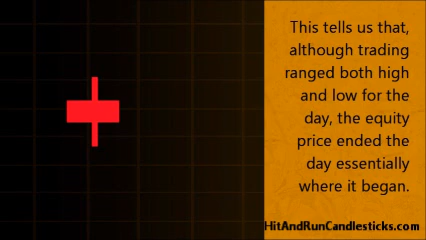 This tells us that,
although trading
ranged both high
and low for the
day, the equity
price ended the
day essentially
where it began.
HitAndRunCandlesticks.com